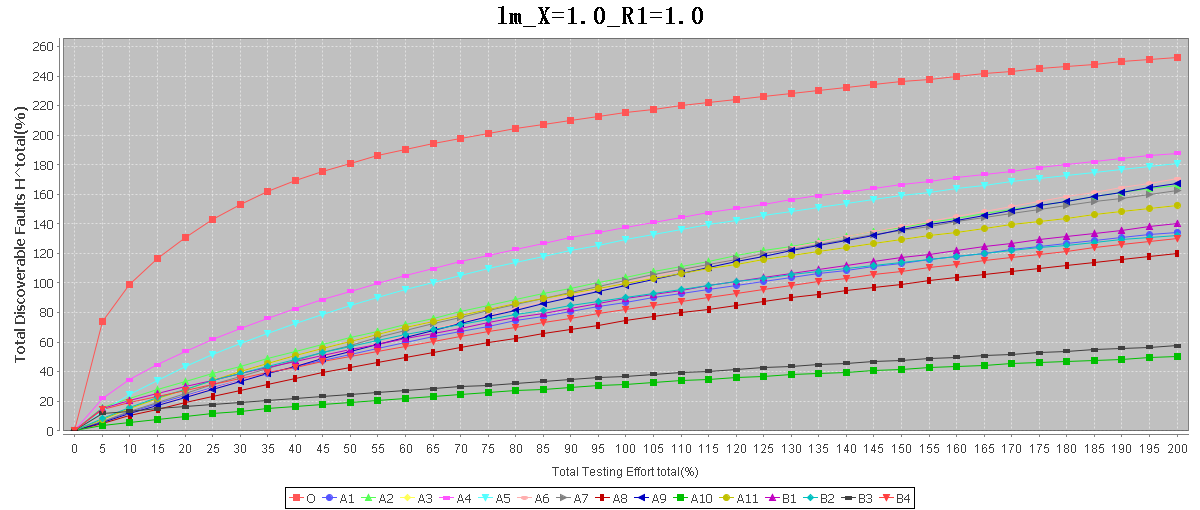 lm_X=1.0_R1=1.0
Total Discoverable Faults H^total(%)
260
240
220
200
180
160
140
120
100
80
60
40
20
0
0 5 10 15 20 25 30 35 40 45 50 55 60 65 70 75 80 85 90 95 100 105 110 115 120 125 130 135 140 145 150 155 160 165 170 175 180 185 190 195 200
Total Testing Effort total(%)
O A1 A2 A3 A4 A5 A6 A7 A8 A9 A10 A11 B1 B2 B3 B4